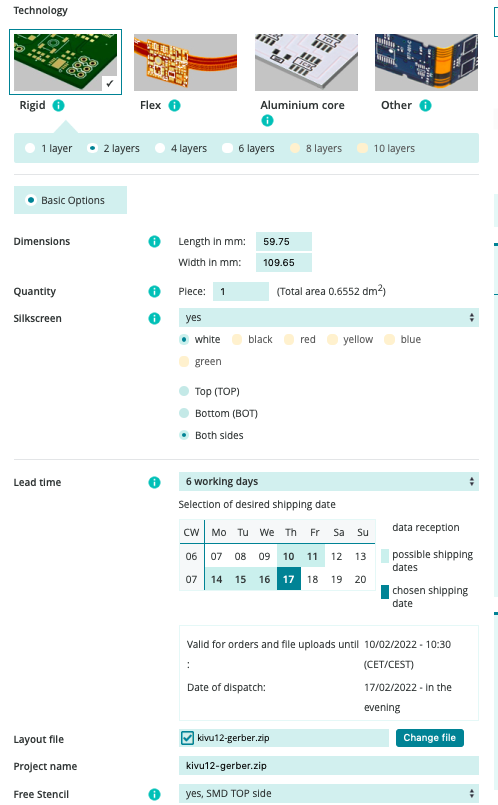 Technology
Rigid Flex Aluminium core Other
1 layer 2 layers 4 layers 6 layers 8 layers 10 layers
Basic Options
Dimensions Length in mm: 59.75
Width in mm: 109.65
Quantity Piece: 1 (Total area 0.6552 dm²)
Silkscreen yes
white black red yellow blue
green
Top (TOP)
Bottom (BOT)
Both sides
Lead time 6 working days
Selection of desired shipping date
CW Mo Tu We Th Fr Sa Su
06 07 08 09 10 11 12 13
07 14 15 16 17 18 19 20
data reception
possible shipping
dates
chosen shipping
date
Valid for orders and file uploads until 10/02/2022 - 10:30
: (CET/CEST)
Date of dispatch: 17/02/2022 - in the
evening
Layout file kivu12-gerber.zip Change file
Project name kivu12-gerber.zip
Free Stencil yes, SMD TOP side